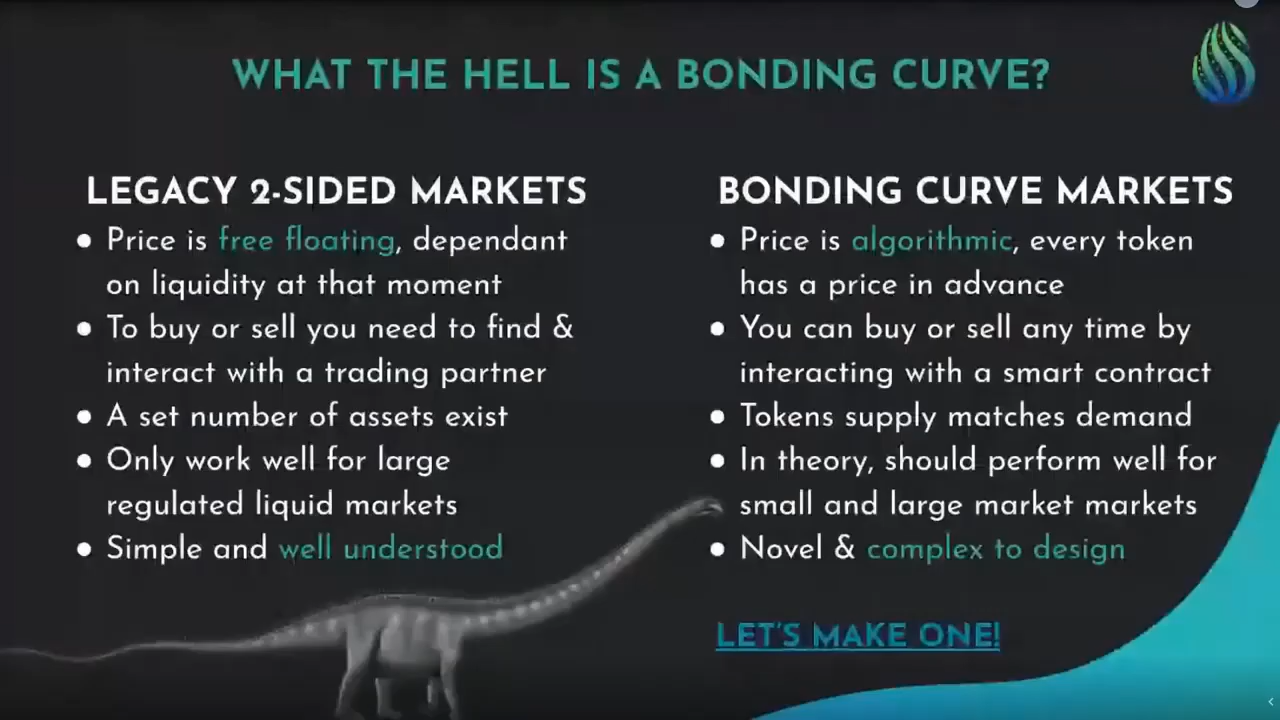 WHAT THE HELL IS A BONDING CURVE?
LEGACY 2-SIDED MARKETS
● Price is free floating, dependant
on liquidity at that moment
● To buy or sell you need to find &
interact with a trading partner
● A set number of assets exist
● Only work well for large
regulated liquid markets
● Simple and well understood
BONDING CURVE MARKETS
● Price is algorithmic, every token
has a price in advance
● You can buy or sell any time by
interacting with a smart contract
● Tokens supply matches demand
● In theory, should perform well for
small and large market markets
● Novel & complex to design
LET'S MAKE ONE!